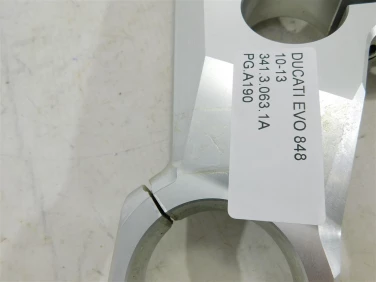 DUCATI EVO 848
10-13
341.3.063.1A
PG.A190